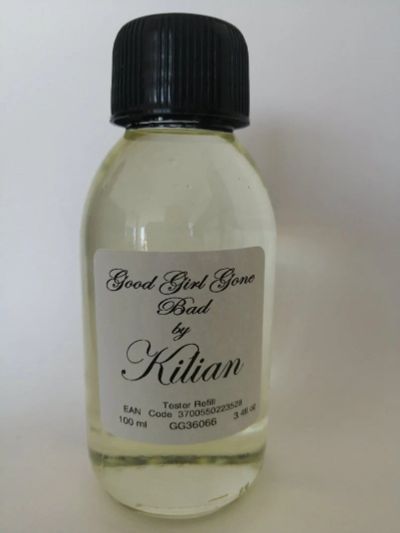 Good Girl Gone
Bad
by
Kilian
Tester Refill
EAN Code 3700550223528
100 ml GG36066 3.4fl oz